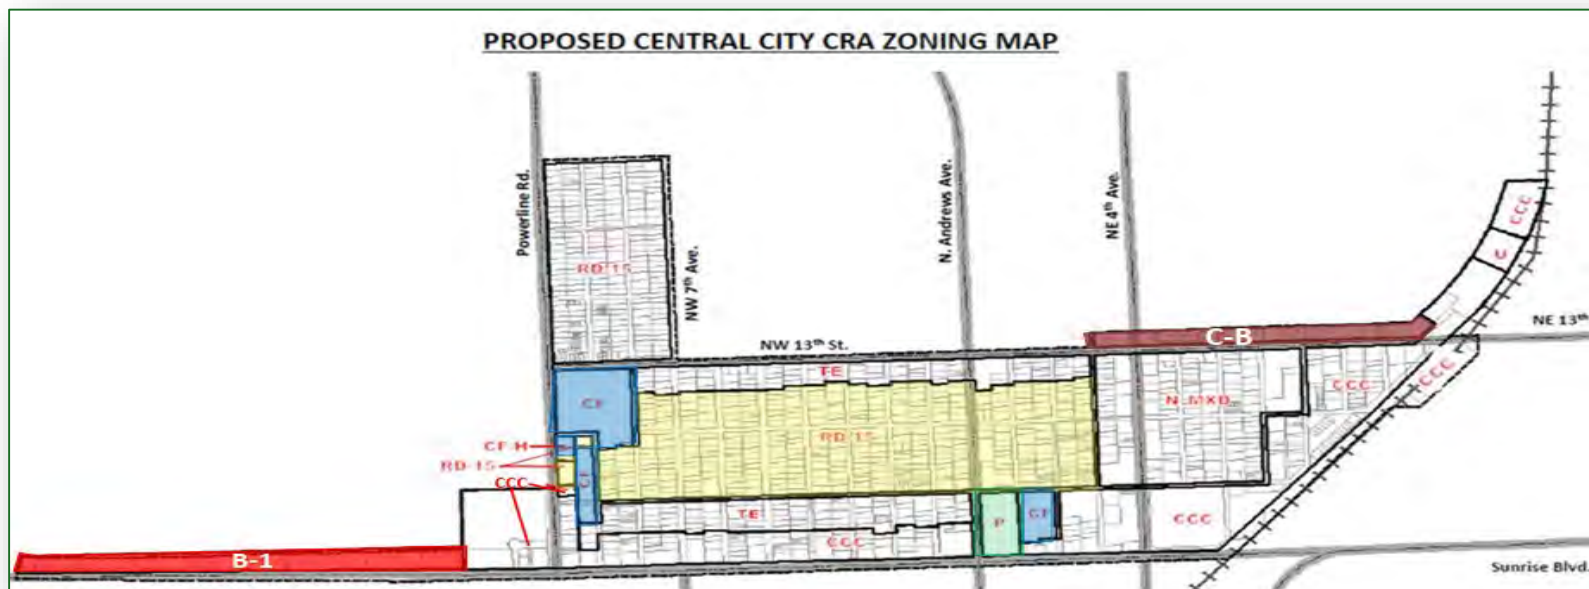 PROPOSED CENTRAL CITY CRA ZONING MAP
Powerline Rd.
NW 7th Ave.
N. Andrews Ave.
NE 4th Ave.
RD-15
CCC
U
NE 13th
NW 13th St.
C-B
TE
CF
N-MXD
CCC
CCC
RD-15
CF-H
RD-15
CF
CCC
TE
P
CF
CCC
CCC
B-1
Sunrise Blvd.